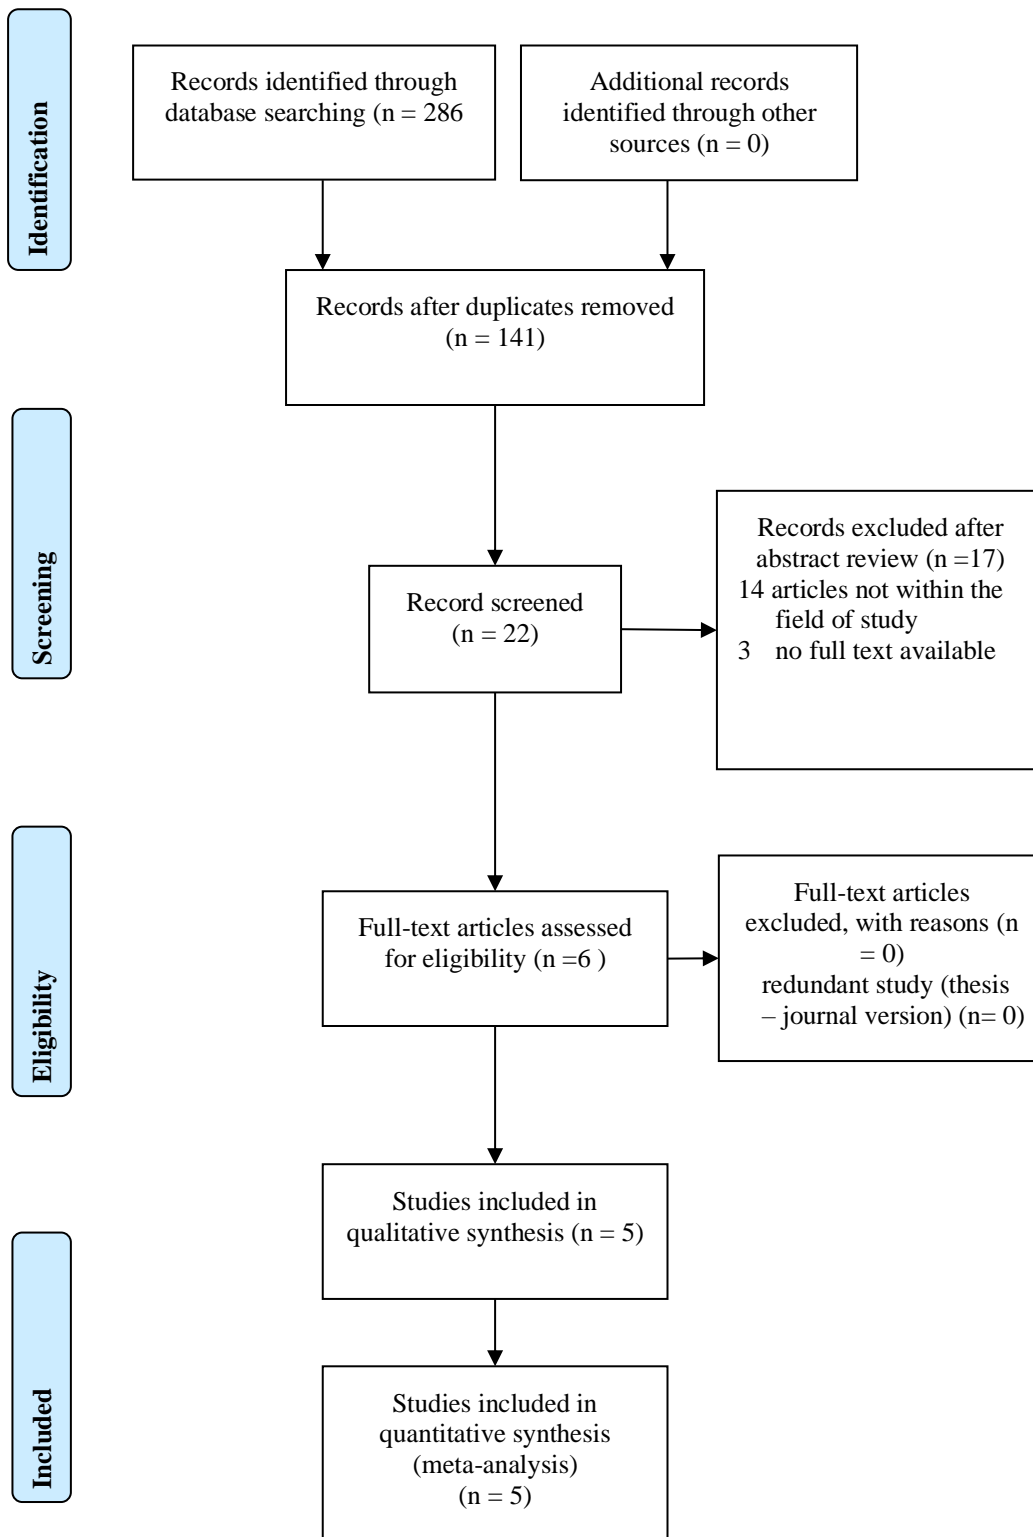 Identification
Records identified through
database searching (n = 286
Additional records
identified through other
sources (n = 0)
Records after duplicates removed
(n = 141)
Screening
Record screened
(n = 22)
Records excluded after
abstract review (n =17)
14 articles not within the
field of study
3 no full text available
Eligibility
Full-text articles assessed
for eligibility (n =6 )
Full-text articles
excluded, with reasons (n
= 0)
redundant study (thesis
– journal version) (n= 0)
Studies included in
qualitative synthesis (n = 5)
Included
Studies included in
quantitative synthesis
(meta-analysis)
(n = 5)